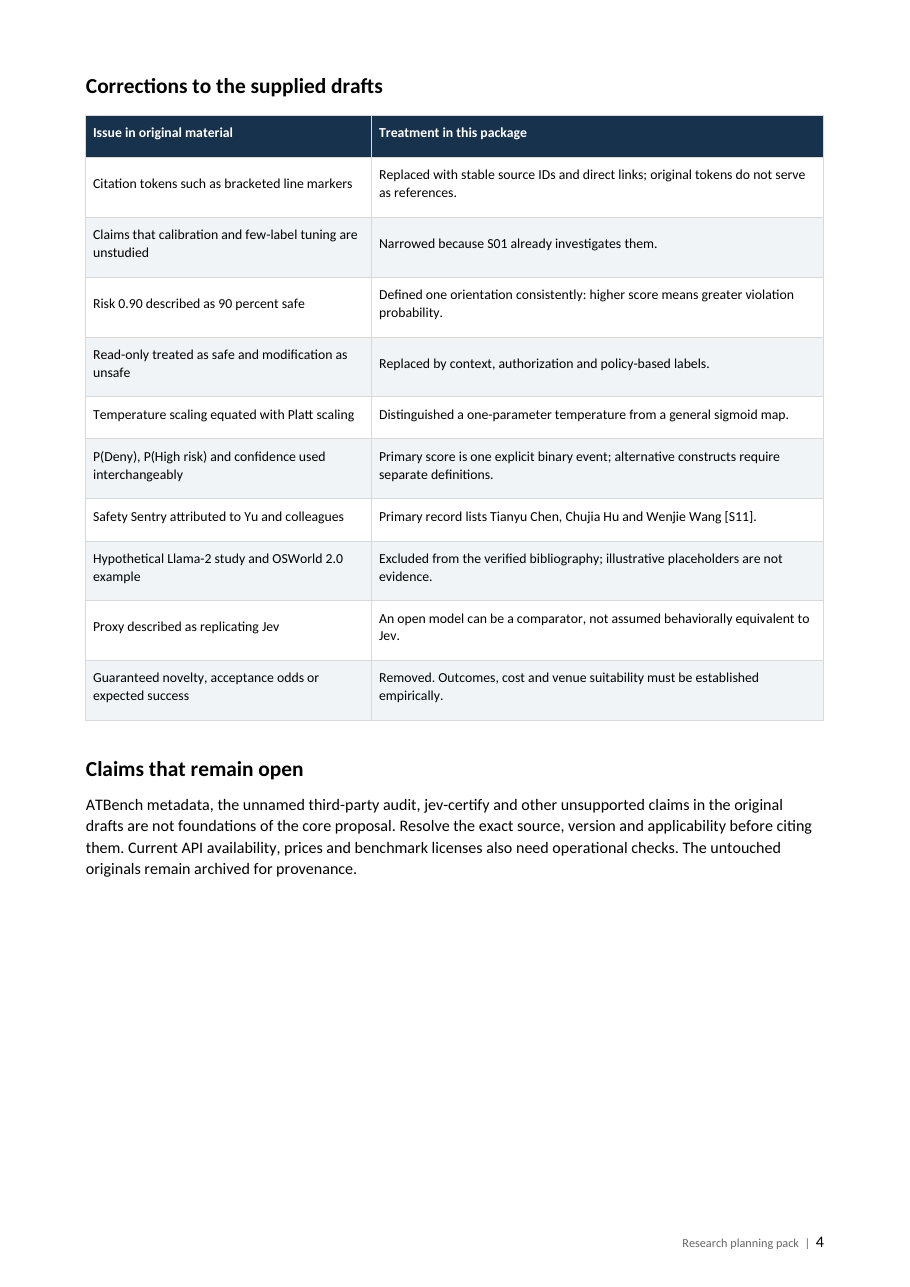 Corrections to the supplied drafts
Issue in original material
Treatment in this package
Citation tokens such as bracketed line markers
Replaced with stable source IDs and direct links; original tokens do not serve
as references.
Claims that calibration and few-label tuning are
unstudied
Narrowed because S01 already investigates them.
Risk 0.90 described as 90 percent safe
Defined one orientation consistently: higher score means greater violation
probability.
Read-only treated as safe and modification as
unsafe
Replaced by context, authorization and policy-based labels.
Temperature scaling equated with Platt scaling
Distinguished a one-parameter temperature from a general sigmoid map.
P(Deny), P(High risk) and confidence used
interchangeably
Primary score is one explicit binary event; alternative constructs require
separate definitions.
Safety Sentry attributed to Yu and colleagues
Primary record lists Tianyu Chen, Chujia Hu and Wenjie Wang [S11].
Hypothetical Llama-2 study and OSWorld 2.0
example
Excluded from the verified bibliography; illustrative placeholders are not
evidence.
Proxy described as replicating Jev
An open model can be a comparator, not assumed behaviorally equivalent to
Jev.
Guaranteed novelty, acceptance odds or
expected success
Removed. Outcomes, cost and venue suitability must be established
empirically.
Claims that remain open
ATBench metadata, the unnamed third-party audit, jev-certify and other unsupported claims in the original
drafts are not foundations of the core proposal. Resolve the exact source, version and applicability before citing
them. Current API availability, prices and benchmark licenses also need operational checks. The untouched
originals remain archived for provenance.
Research planning pack | 4